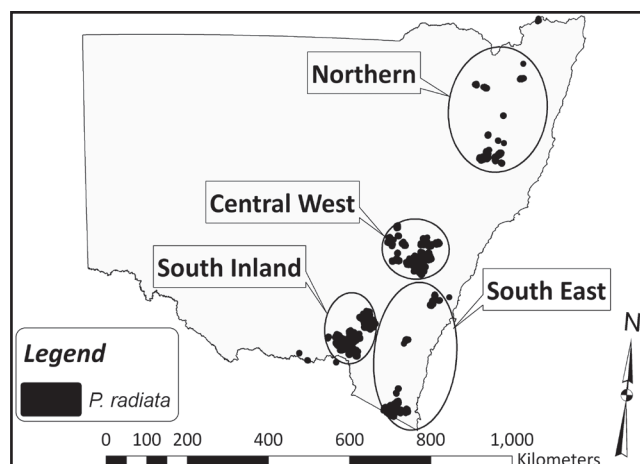 Northern
Central West
South Inland
South East
N
Legend
P. radiata
0 100 200 400 600 800 1,000
Kilometers